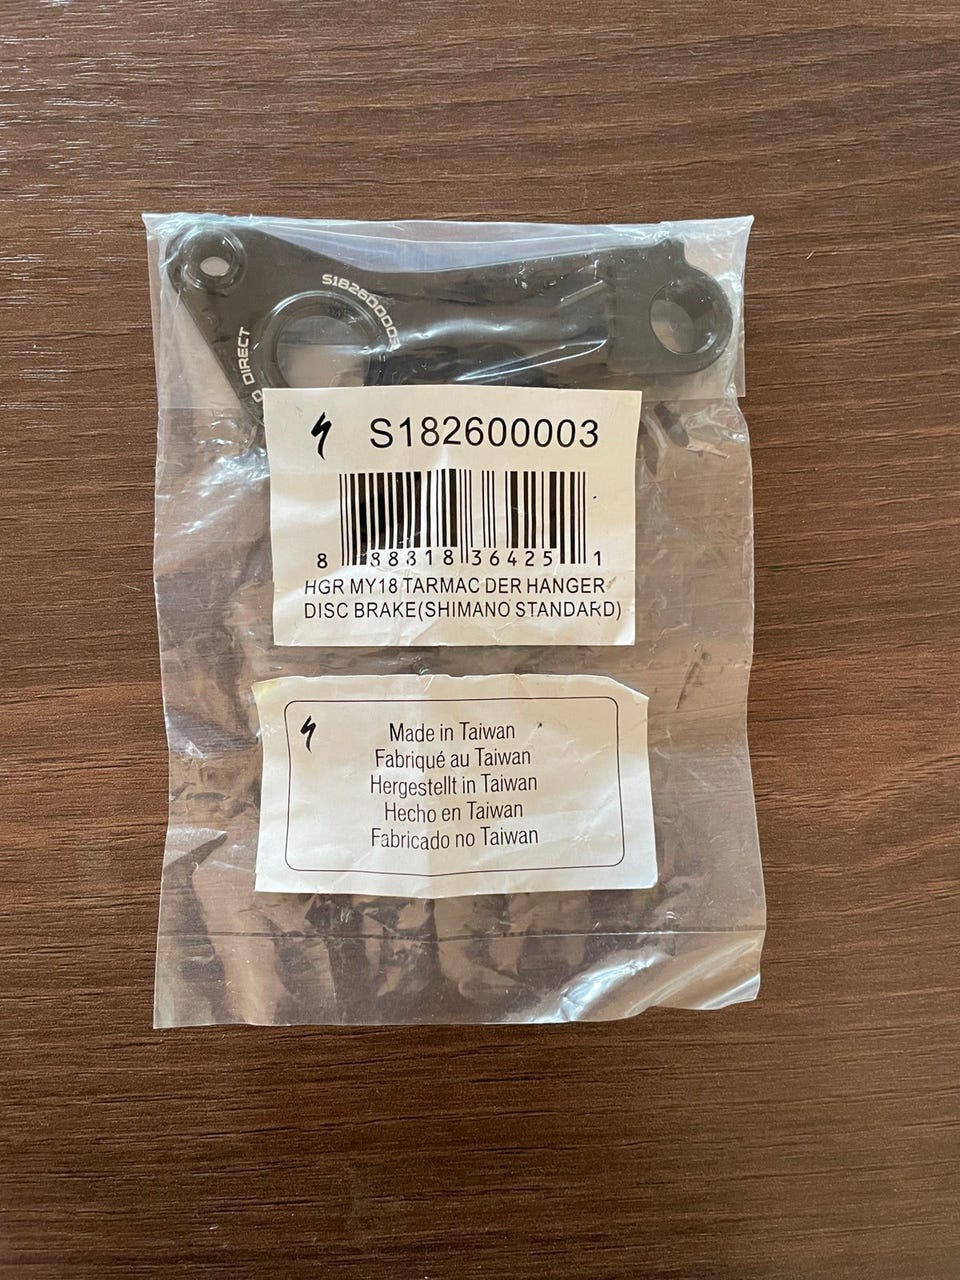 S182600003
DIRECT
S182600003
8 88818 36425 1
HGR MY18 TARMAC DER HANGER
DISC BRAKE(SHIMANO STANDARD)
Made in Taiwan
Fabriqué au Taiwan
Hergestellt in Taiwan
Hecho en Taiwan
Fabricado no Taiwan